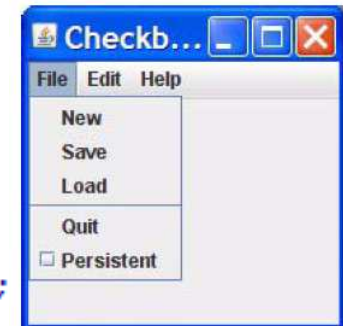 Checkb...
File Edit Help
New
Save
Load
Quit
Persistent
;